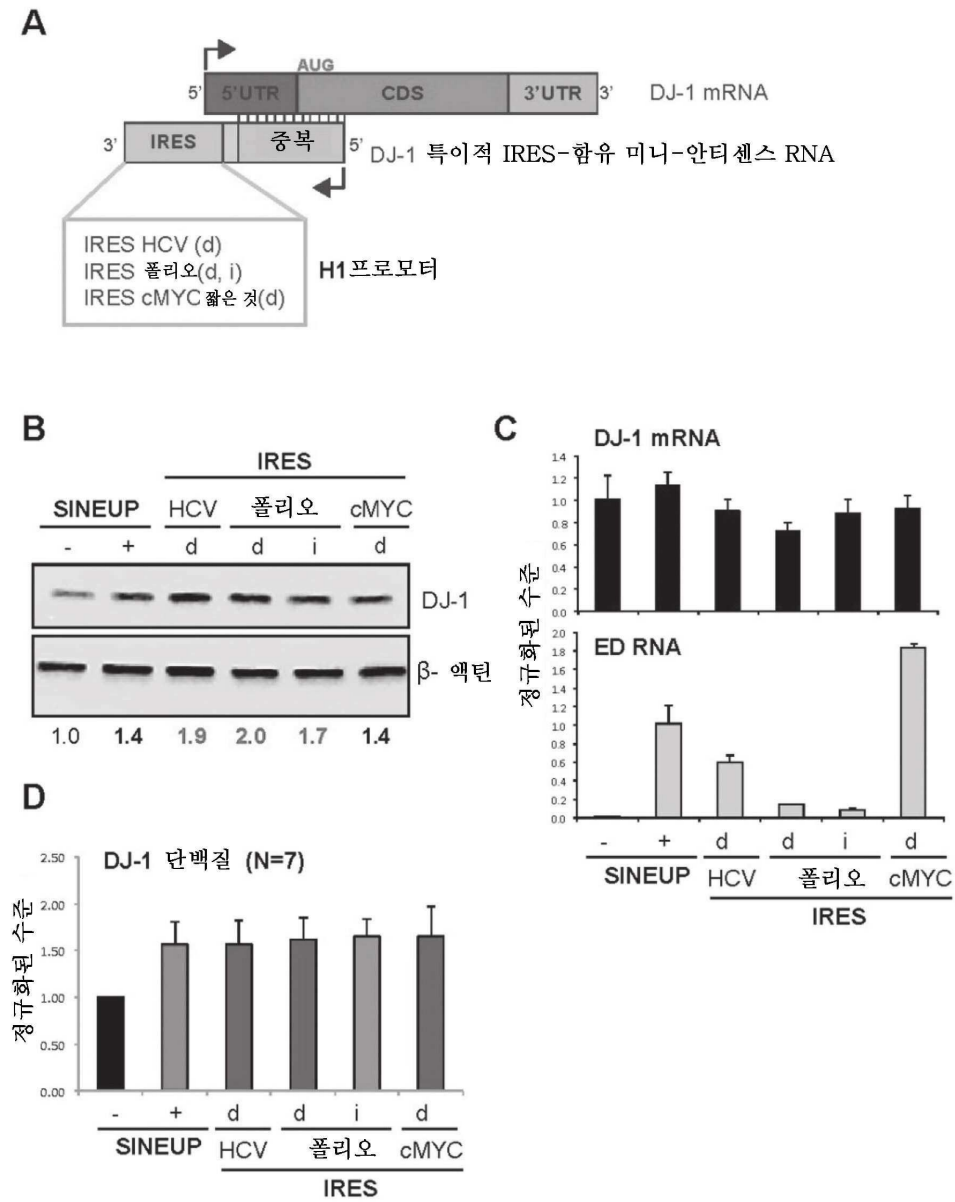 A
AUG
5' 5'UTR CDS 3'UTR 3' DJ-1 mRNA
3' IRES 중복 5'
DJ-1 특이적 IRES-함유 미니-안티센스 RNA
IRES HCV (d)
IRES 폴리오(d, i)
IRES cMYC 짧은 것(d)
H1프로모터
B
IRES
SINEUP HCV 폴리오 cMYC
- + d d i d
DJ-1
β- 액틴
1.0 1.4 1.9 2.0 1.7 1.4
C
DJ-1 mRNA
1.4
1.2
1.0
0.8
0.6
0.4
0.2
0.0
정규화된 수준
ED RNA
2.0
1.8
1.6
1.4
1.2
1.0
0.8
0.6
0.4
0.2
0.0
- + d d i d
SINEUP HCV 폴리오 cMYC
IRES
D
DJ-1 단백질 (N=7)
정규화된 수준
2.50
2.00
1.50
1.00
0.50
0.00
- + d d i d
SINEUP HCV 폴리오 cMYC
IRES